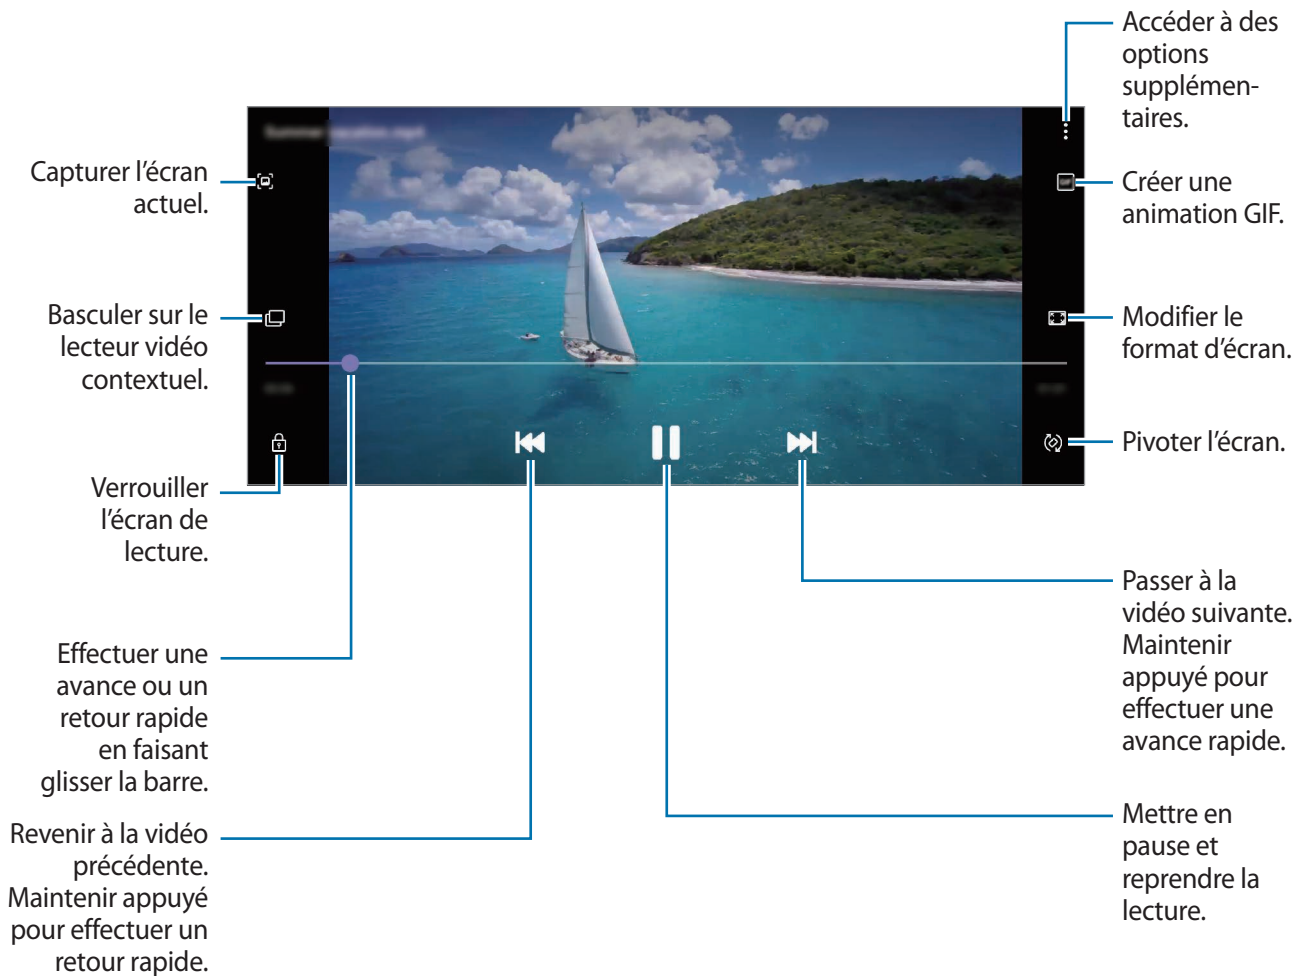 Accéder à des
options
supplémen-
taires.
Capturer l'écran
actuel.
Créer une
animation GIF.
Basculer sur le
lecteur vidéo
contextuel.
Modifier le
format d'écran.
Verrouiller
l'écran de
lecture.
Pivoter l'écran.
Effectuer une
avance ou un
retour rapide
en faisant
glisser la barre.
Passer à la
vidéo suivante.
Maintenir
appuyé pour
effectuer une
avance rapide.
Revenir à la vidéo
précédente.
Maintenir appuyé
pour effectuer un
retour rapide.
Mettre en
pause et
reprendre la
lecture.